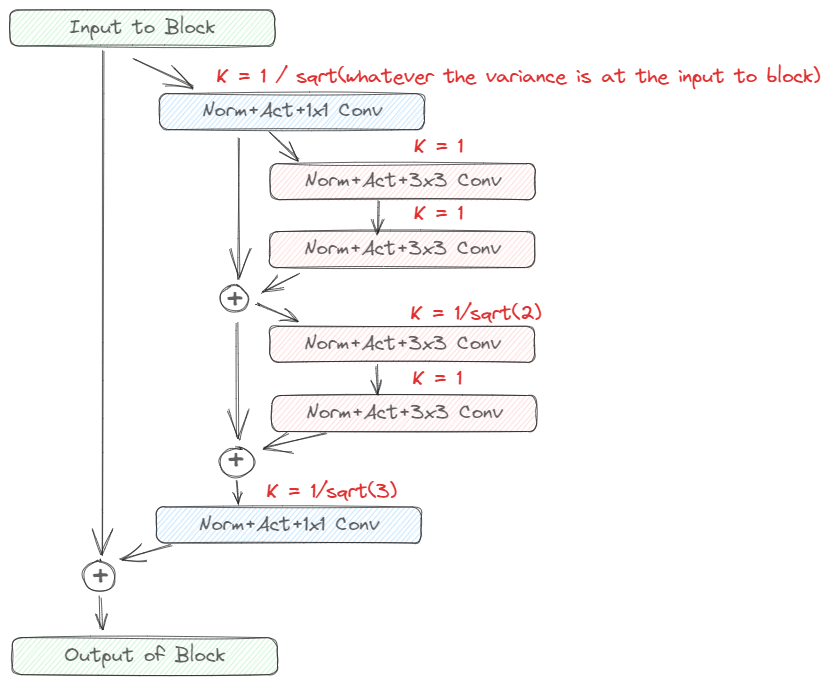 Input to Block
K = 1 / sqrt(whatever the variance is at the input to block)
Norm+Act+1x1 Conv
K = 1
Norm+Act+3x3 Conv
K = 1
Norm+Act+3x3 Conv
+
K = 1/sqrt(2)
Norm+Act+3x3 Conv
K = 1
Norm+Act+3x3 Conv
+
K = 1/sqrt(3)
Norm+Act+1x1 Conv
+
Output of Block